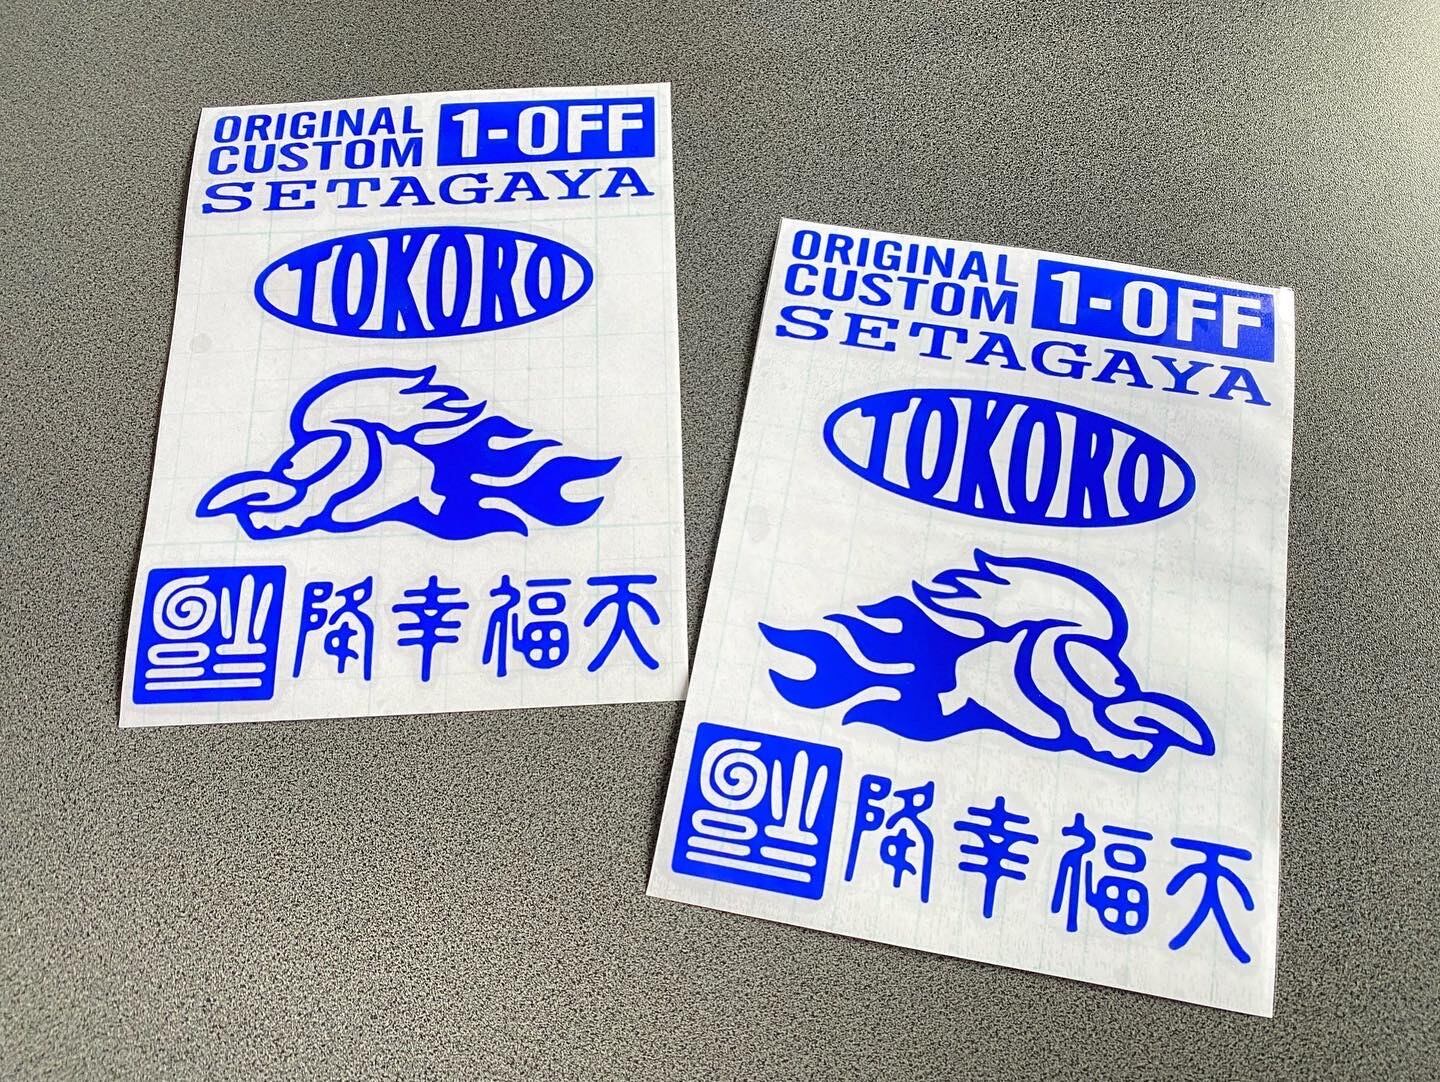 ORIGINAL
CUSTOM
1-OFF
SETAGAYA
TOKORO
降幸福天
ORIGINAL
CUSTOM
1-OFF
SETAGAYA
TOKORO
降幸福天